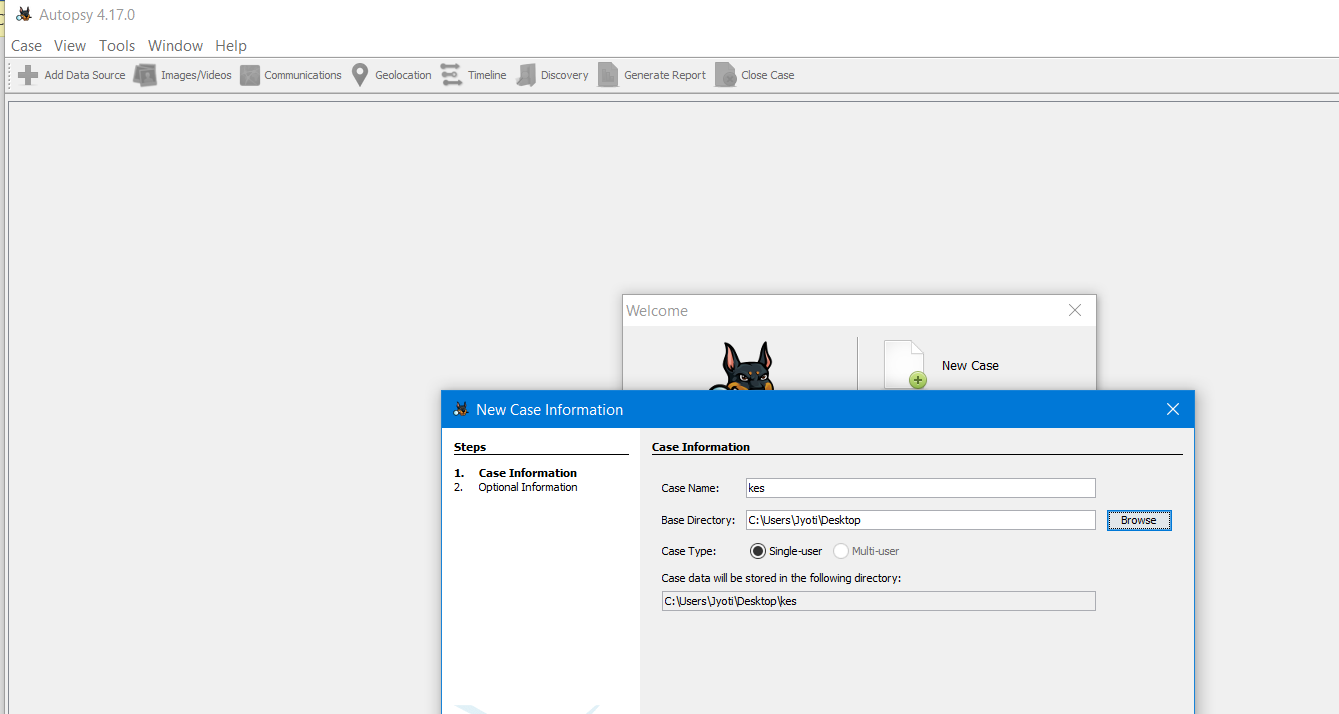 Autopsy 4.17.0
Case View Tools Window Help
Add Data Source Images/Videos Communications Geolocation Timeline Discovery Generate Report Close Case
Welcome
New Case
New Case Information
Steps
1. Case Information
2. Optional Information
Case Information
Case Name: kes
Base Directory: C:\Users\Jyoti\Desktop Browse
Case Type: Single-user Multi-user
Case data will be stored in the following directory:
C:\Users\Jyoti\Desktop\kes